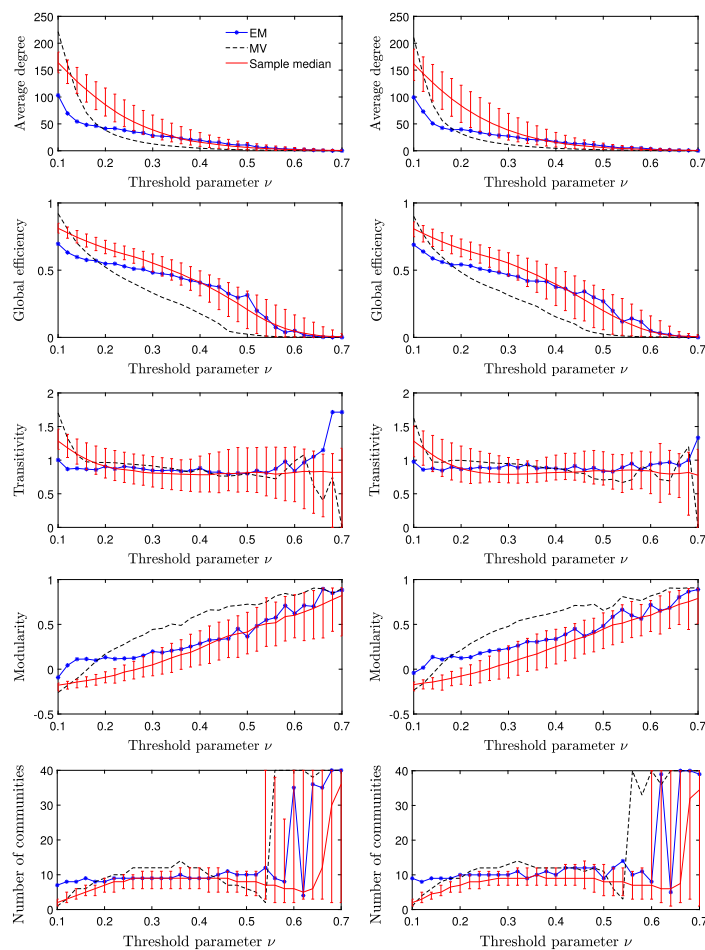 Average degree
250
200
150
100
50
0
EM
MV
Sample median
0.1 0.2 0.3 0.4 0.5 0.6 0.7
Threshold parameter ν
Average degree
250
200
150
100
50
0
0.1 0.2 0.3 0.4 0.5 0.6 0.7
Threshold parameter ν
Global efficiency
1
0.5
0
0.1 0.2 0.3 0.4 0.5 0.6 0.7
Threshold parameter ν
Global efficiency
1
0.5
0
0.1 0.2 0.3 0.4 0.5 0.6 0.7
Threshold parameter ν
Transitivity
2
1.5
1
0.5
0
0.1 0.2 0.3 0.4 0.5 0.6 0.7
Threshold parameter ν
Transitivity
2
1.5
1
0.5
0
0.1 0.2 0.3 0.4 0.5 0.6 0.7
Threshold parameter ν
Modularity
1
0.5
0
-0.5
0.1 0.2 0.3 0.4 0.5 0.6 0.7
Threshold parameter ν
Modularity
1
0.5
0
-0.5
0.1 0.2 0.3 0.4 0.5 0.6 0.7
Threshold parameter ν
Number of communities
40
30
20
10
0
0.1 0.2 0.3 0.4 0.5 0.6 0.7
Threshold parameter ν
Number of communities
40
30
20
10
0
0.1 0.2 0.3 0.4 0.5 0.6 0.7
Threshold parameter ν